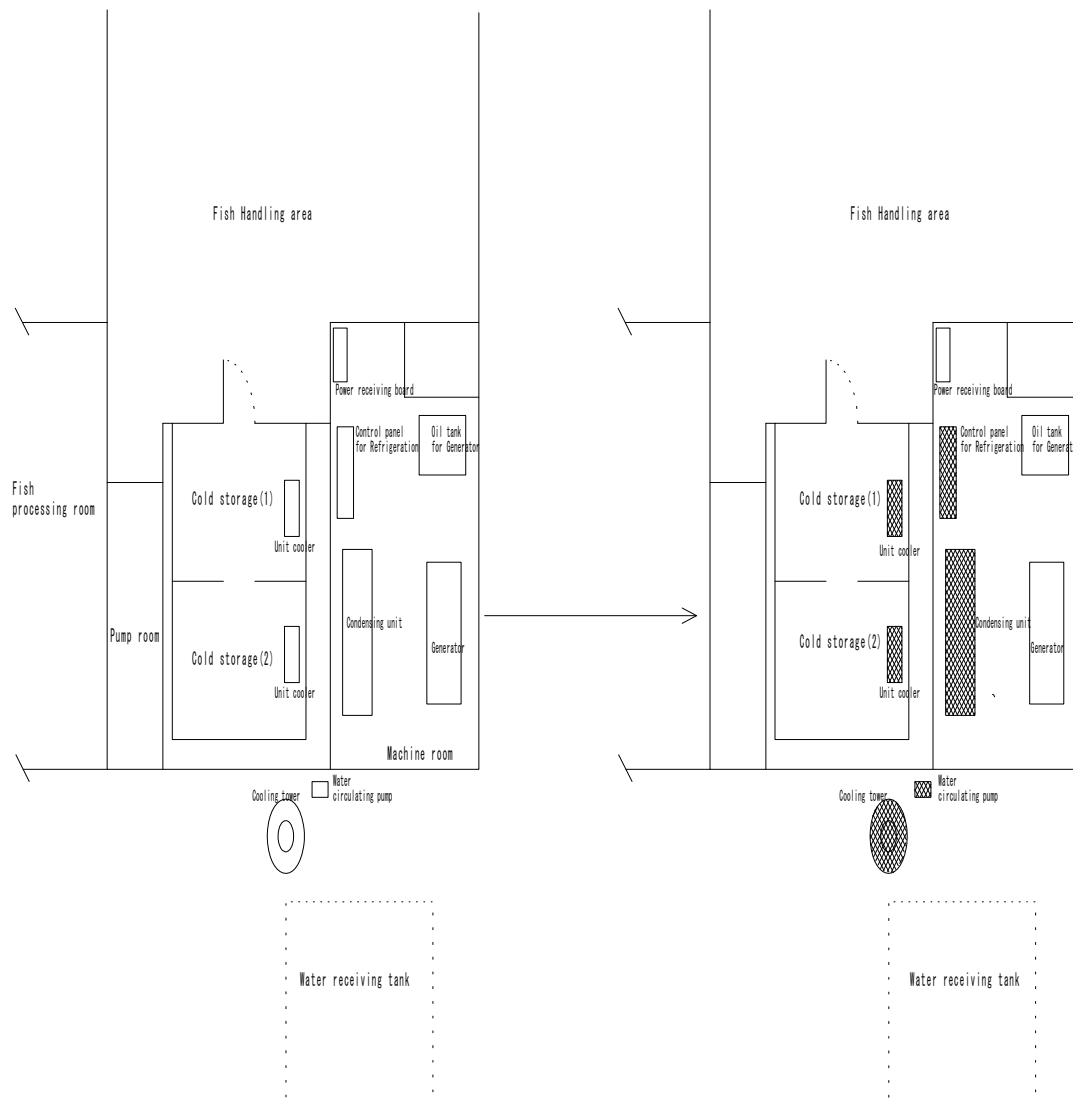 Fish Handling area
Power receiving board
Control panel
for Refrigeration
Oil tank
for Generator
Fish
processing room
Cold storage(1)
Unit cooler
Condensing unit
Pump room
Cold storage(2)
Generator
Unit cooler
Machine room
Water
circulating pump
Cooling tower
Water receiving tank
Fish Handling area
Power receiving board
Control panel
for Refrigeration
Oil tank
for Generat
Cold storage(1)
Unit cooler
Condensing unit
Cold storage(2)
Generator
Unit cooler
Water
circulating pump
Cooling tower
Water receiving tank